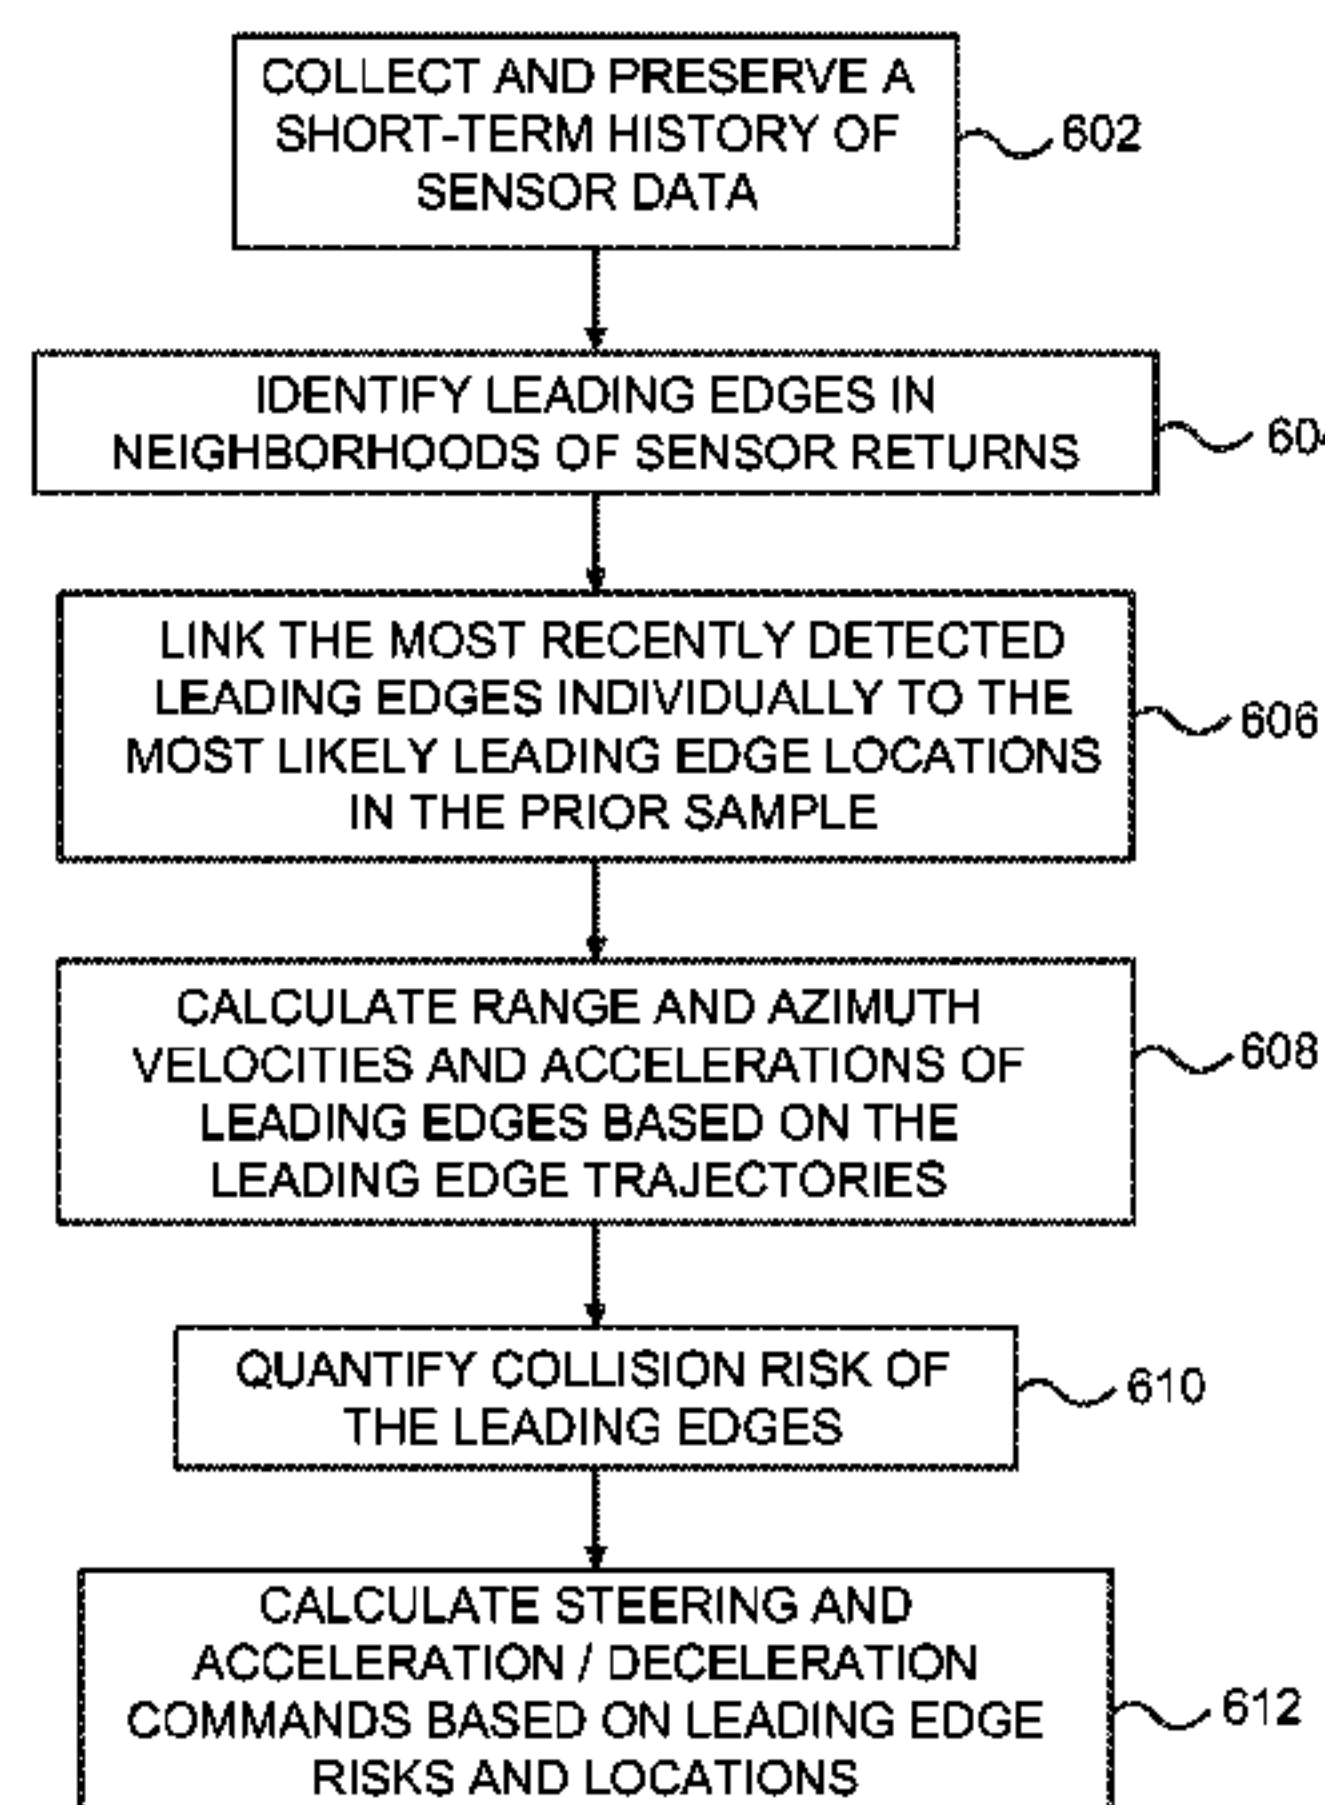 COLLECT AND PRESERVE A
SHORT-TERM HISTORY OF
SENSOR DATA
602
IDENTIFY LEADING EDGES IN
NEIGHBORHOODS OF SENSOR RETURNS
LINK THE MOST RECENTLY DETECTED
LEADING EDGES INDIVIDUALLY TO THE
MOST LIKELY LEADING EDGE LOCATIONS
IN THE PRIOR SAMPLE
606
CALCULATE RANGE AND AZIMUTH
VELOCITIES AND ACCELERATIONS OF
LEADING EDGES BASED ON THE
LEADING EDGE TRAJECTORIES
608
QUANTIFY COLLISION RISK OF
THE LEADING EDGES
610
CALCULATE STEERING AND
ACCELERATION / DECELERATION
COMMANDS BASED ON LEADING EDGE
RISKS AND LOCATIONS
612